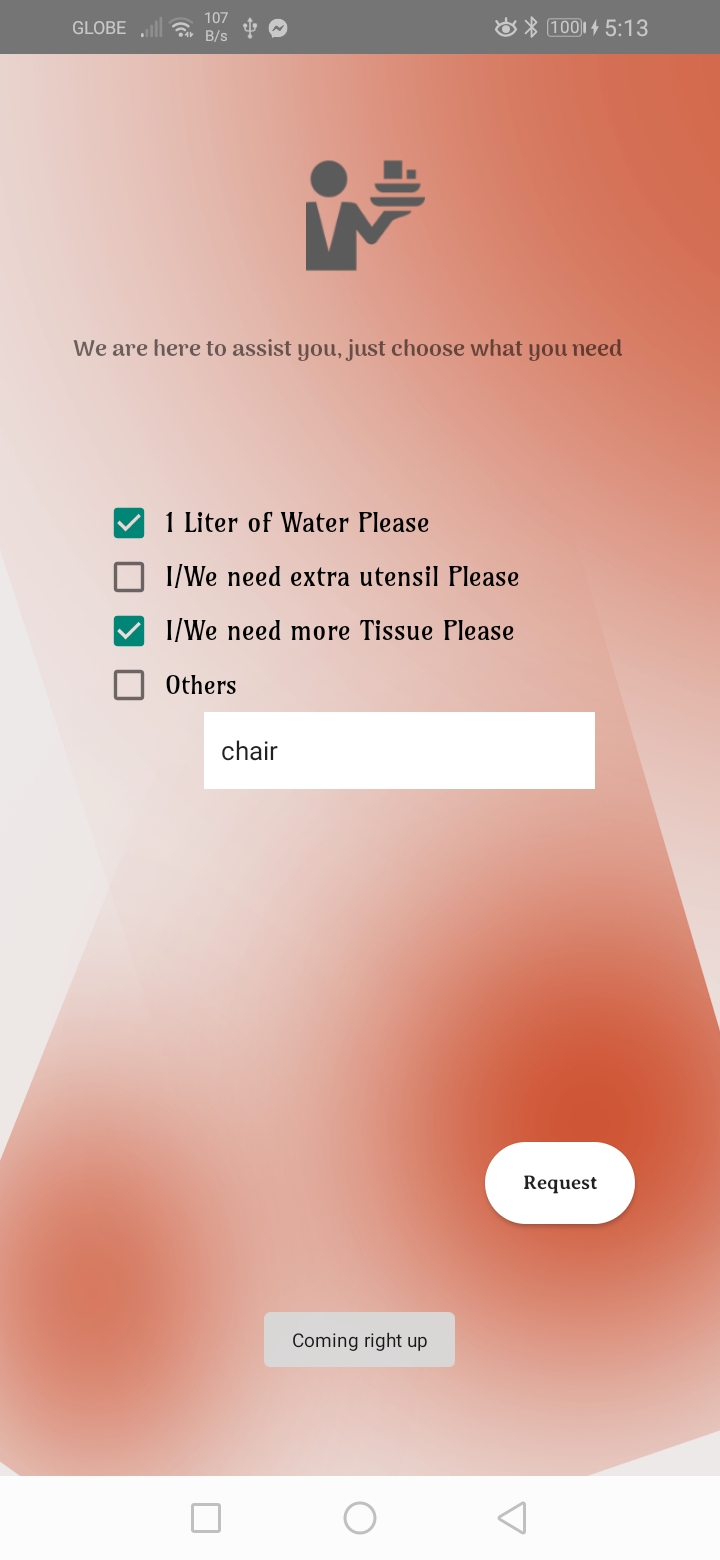 GLOBE 107 B/s 100 5:13
We are here to assist you, just choose what you need
1 Liter of Water Please
I/We need extra utensil Please
I/We need more Tissue Please
Others
chair
Request
Coming right up